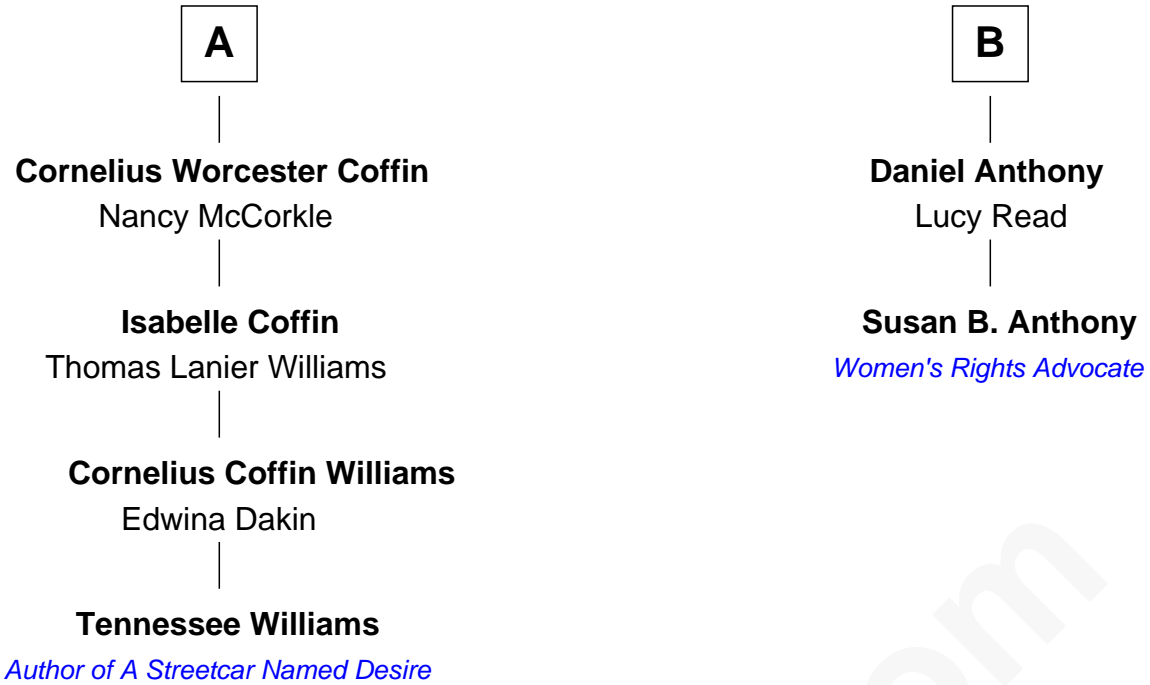 A
Cornelius Worcester Coffin
Nancy McCorkle
Isabelle Coffin
Thomas Lanier Williams
Cornelius Coffin Williams
Edwina Dakin
Tennessee Williams
Author of A Streetcar Named Desire
B
Daniel Anthony
Lucy Read
Susan B. Anthony
Women's Rights Advocate
om